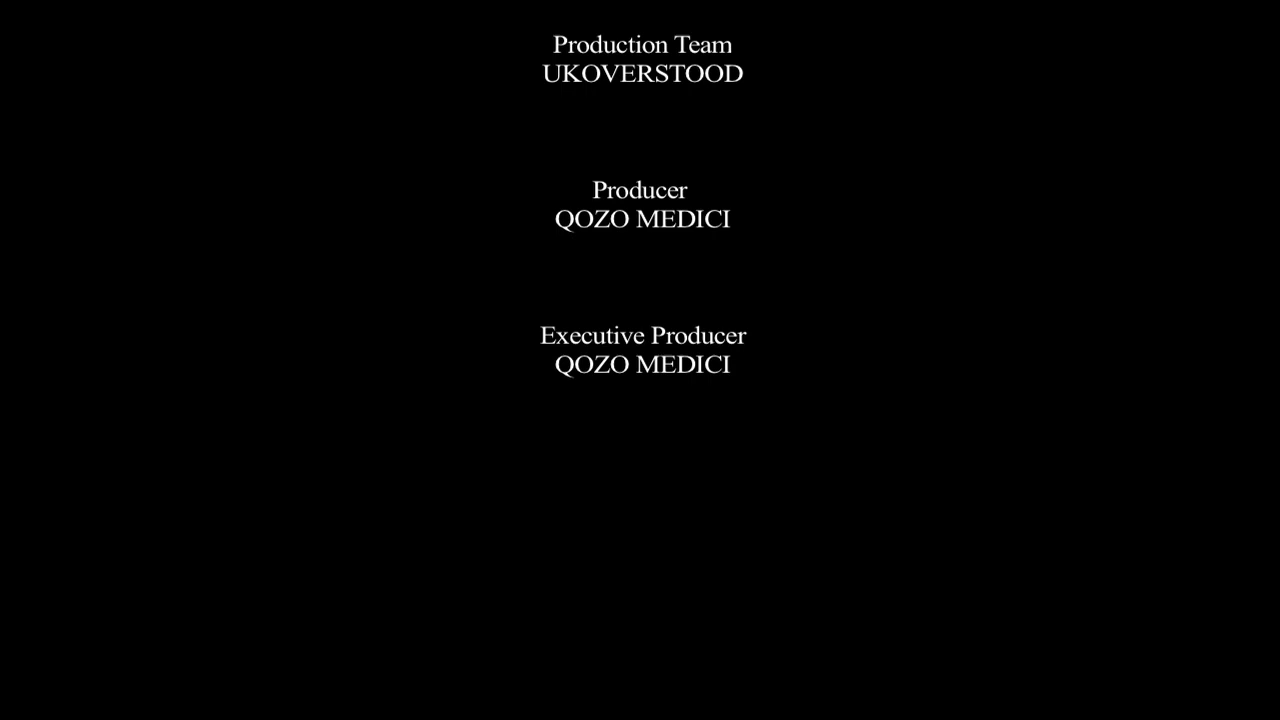 Production Team
UKOVERSTOOD
Producer
QOZO MEDICI
Executive Producer
QOZO MEDICI